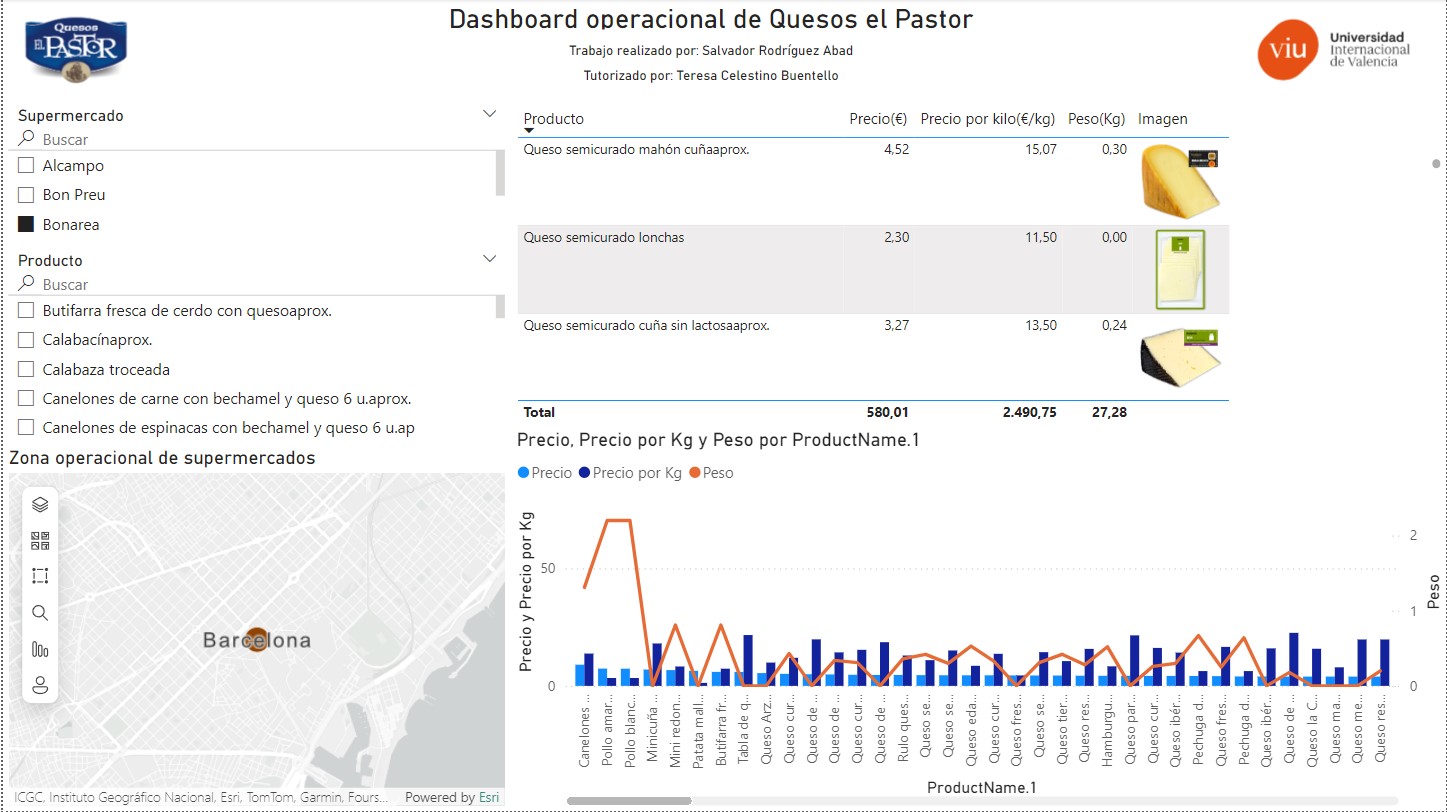 Quesos
EL PASTOR
Dashboard operacional de Quesos el Pastor
Trabajo realizado por: Salvador Rodríguez Abad
Tutorizado por: Teresa Celestino Buentello
viu
Universidad
Internacional
de Valencia
Supermercado
Buscar
Alcampo
Bon Preu
Bonarea
Producto
Buscar
Butifarra fresca de cerdo con quesoaprox.
Calabacínaprox.
Calabaza troceada
Canelones de carne con bechamel y queso 6 u.aprox.
Canelones de espinacas con bechamel y queso 6 u.ap
Zona operacional de supermercados
Barcelona
ICGC, Instituto Geográfico Nacional, Esri, TomTom, Garmin, Fours... Powered by Esri
Producto Precio(€) Precio por kilo(€/kg) Peso(Kg) Imagen
Queso semicurado mahón cuñaaprox. 4,52 15,07 0,30
Queso semicurado lonchas 2,30 11,50 0,00
Queso semicurado cuña sin lactosaaprox. 3,27 13,50 0,24
Total 580,01 2.490,75 27,28
Precio, Precio por Kg y Peso por ProductName.1
Precio Precio por Kg Peso
Precio y Precio por Kg
50
0
2
1
0
Peso
Canelones ...
Pollo amar...
Pollo blanc...
Minicuña ...
Mini redon...
Patata mall...
Butifarra fr...
Tabla de q...
Queso Arz...
Queso cur...
Queso de ...
Queso de ...
Queso cur...
Queso de ...
Rulo ques...
Queso se...
Queso se...
Queso eda...
Queso cur...
Queso fres...
Queso se...
Queso tier...
Queso res...
Hamburgu...
Queso par...
Queso cur...
Queso ibér...
Pechuga d...
Queso fres...
Pechuga d...
Queso ibér...
Queso de ...
Queso la C...
Queso ma...
Queso me...
Queso res...
ProductName.1